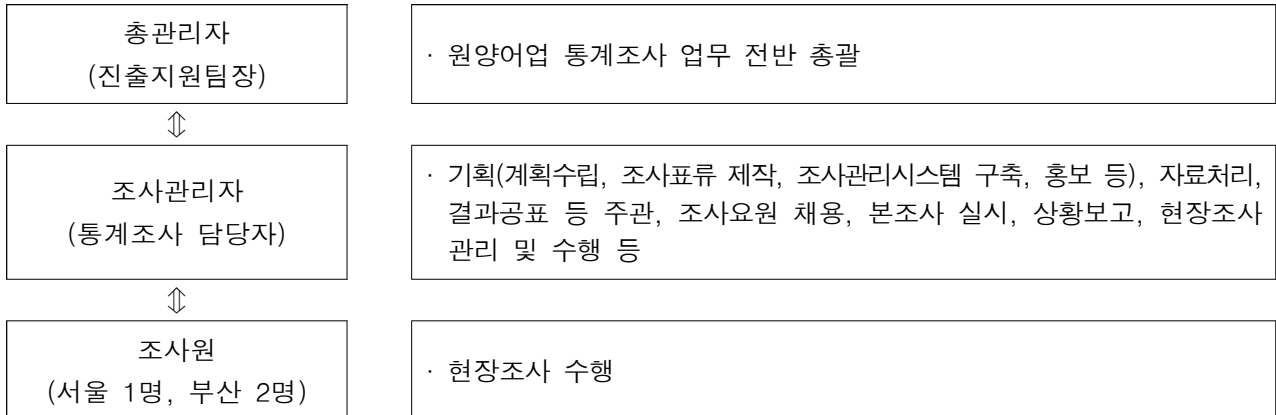 총관리자
(진출지원팀장)
· 원양어업 통계조사 업무 전반 총괄
⇕
조사관리자
(통계조사 담당자)
· 기획(계획수립, 조사표류 제작, 조사관리시스템 구축, 홍보 등), 자료처리,
결과공표 등 주관, 조사요원 채용, 본조사 실시, 상황보고, 현장조사
관리 및 수행 등
⇕
조사원
(서울 1명, 부산 2명)
· 현장조사 수행